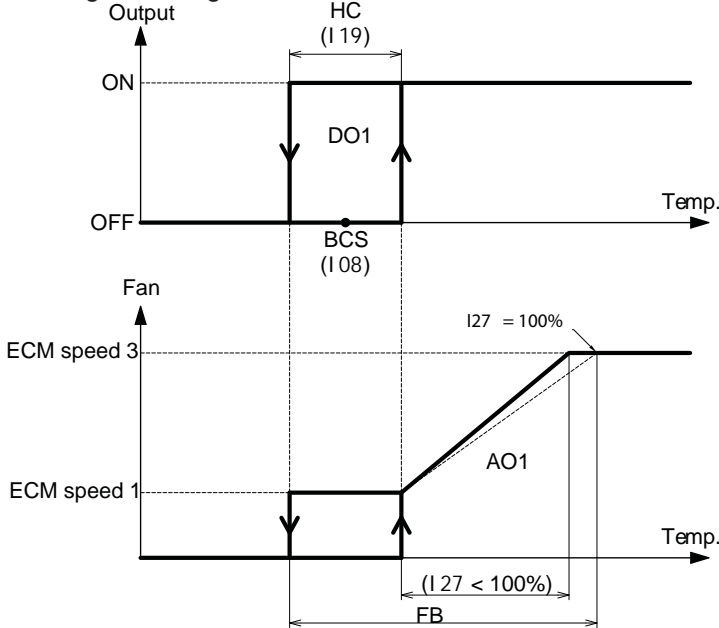 Output
HC
(I 19)
ON
DO1
Temp.
OFF
BCS
(I 08)
Fan
I27 = 100%
ECM speed 3
AO1
ECM speed 1
Temp.
(I 27 < 100%)
FB